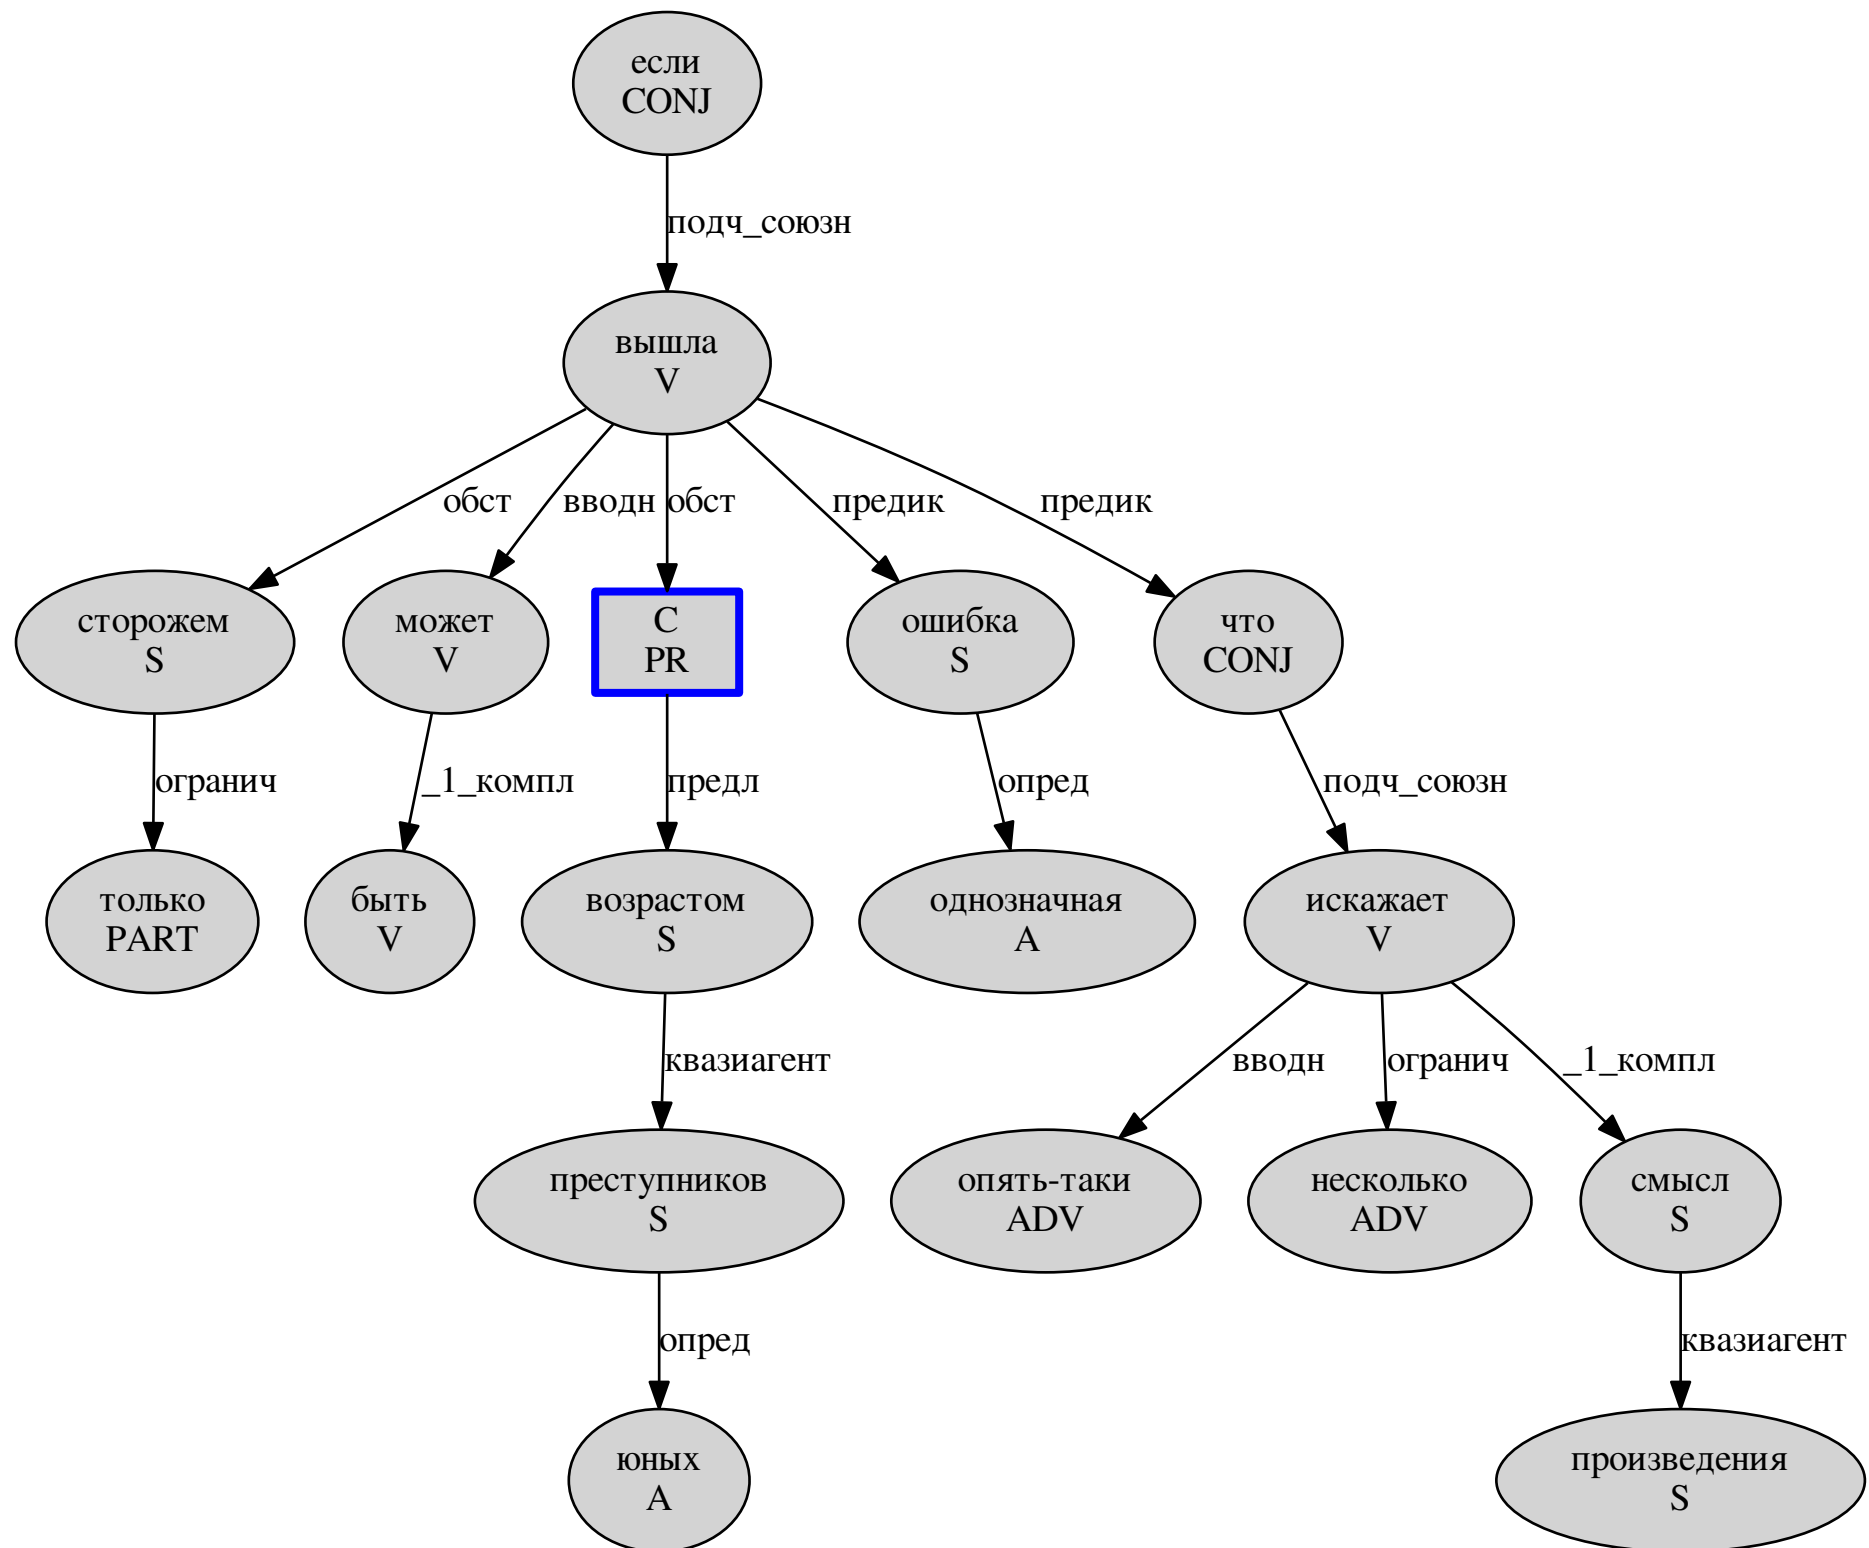 если
CONJ
подч_союзн
вышла
V
обст
вводн
обст
предик
предик
сторожем
S
может
V
С
PR
ошибка
S
что
CONJ
огранич
_1_компл
предл
опред
подч_союзн
только
PART
быть
V
возрастом
S
однозначная
A
искажает
V
квазиагент
вводн
огранич
_1_компл
преступников
S
опять-таки
ADV
несколько
ADV
смысл
S
опред
квазиагент
юных
A
произведения
S